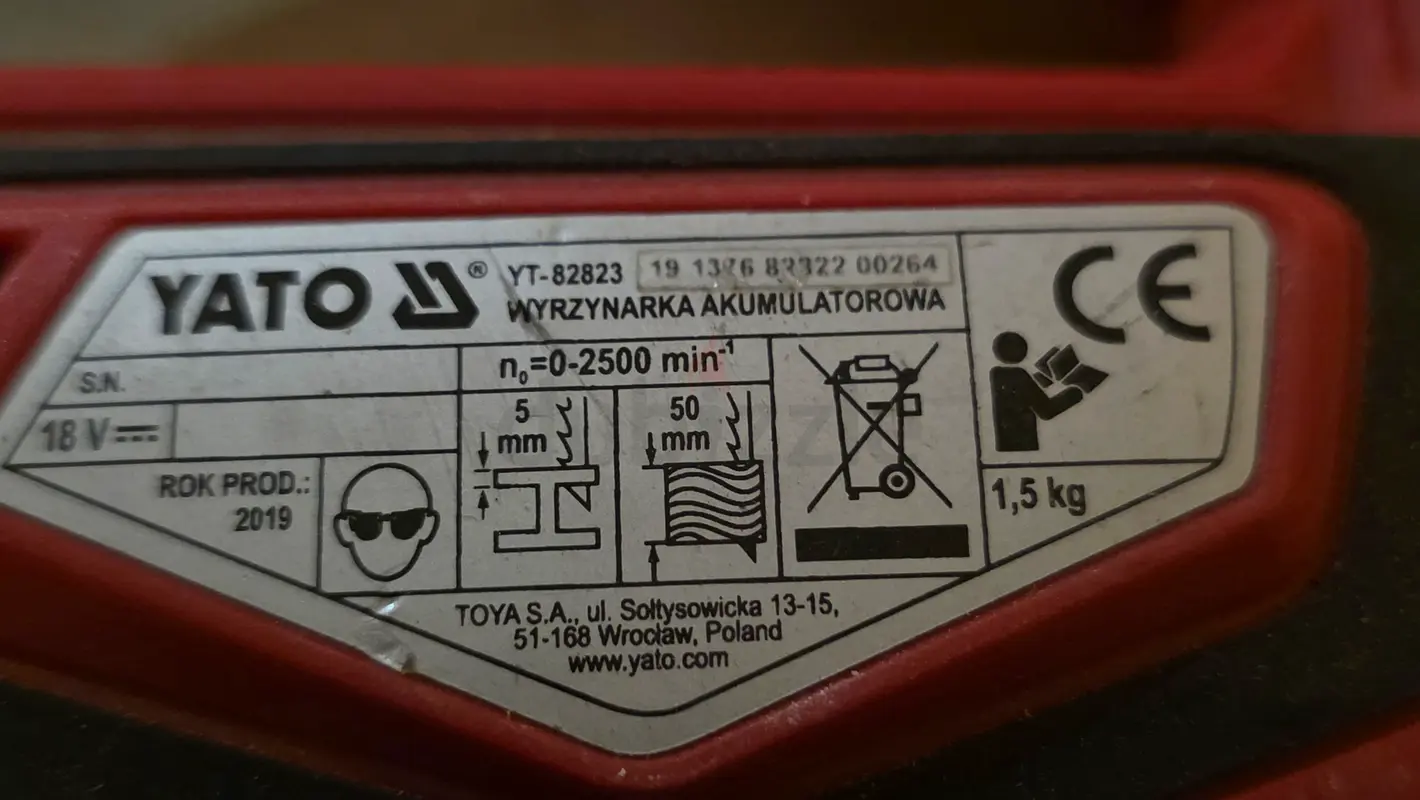 YATO ® YT-82823
WYRZYNARKA AKUMULATOROWA
CE
S.N.
n₀=0-2500 min⁻¹
18 V
5 mm
50 mm
ROK PROD.:
2019
1,5 kg
TOYA S.A., ul. Sołtysowicka 13-15,
51-168 Wrocław, Poland
www.yato.com